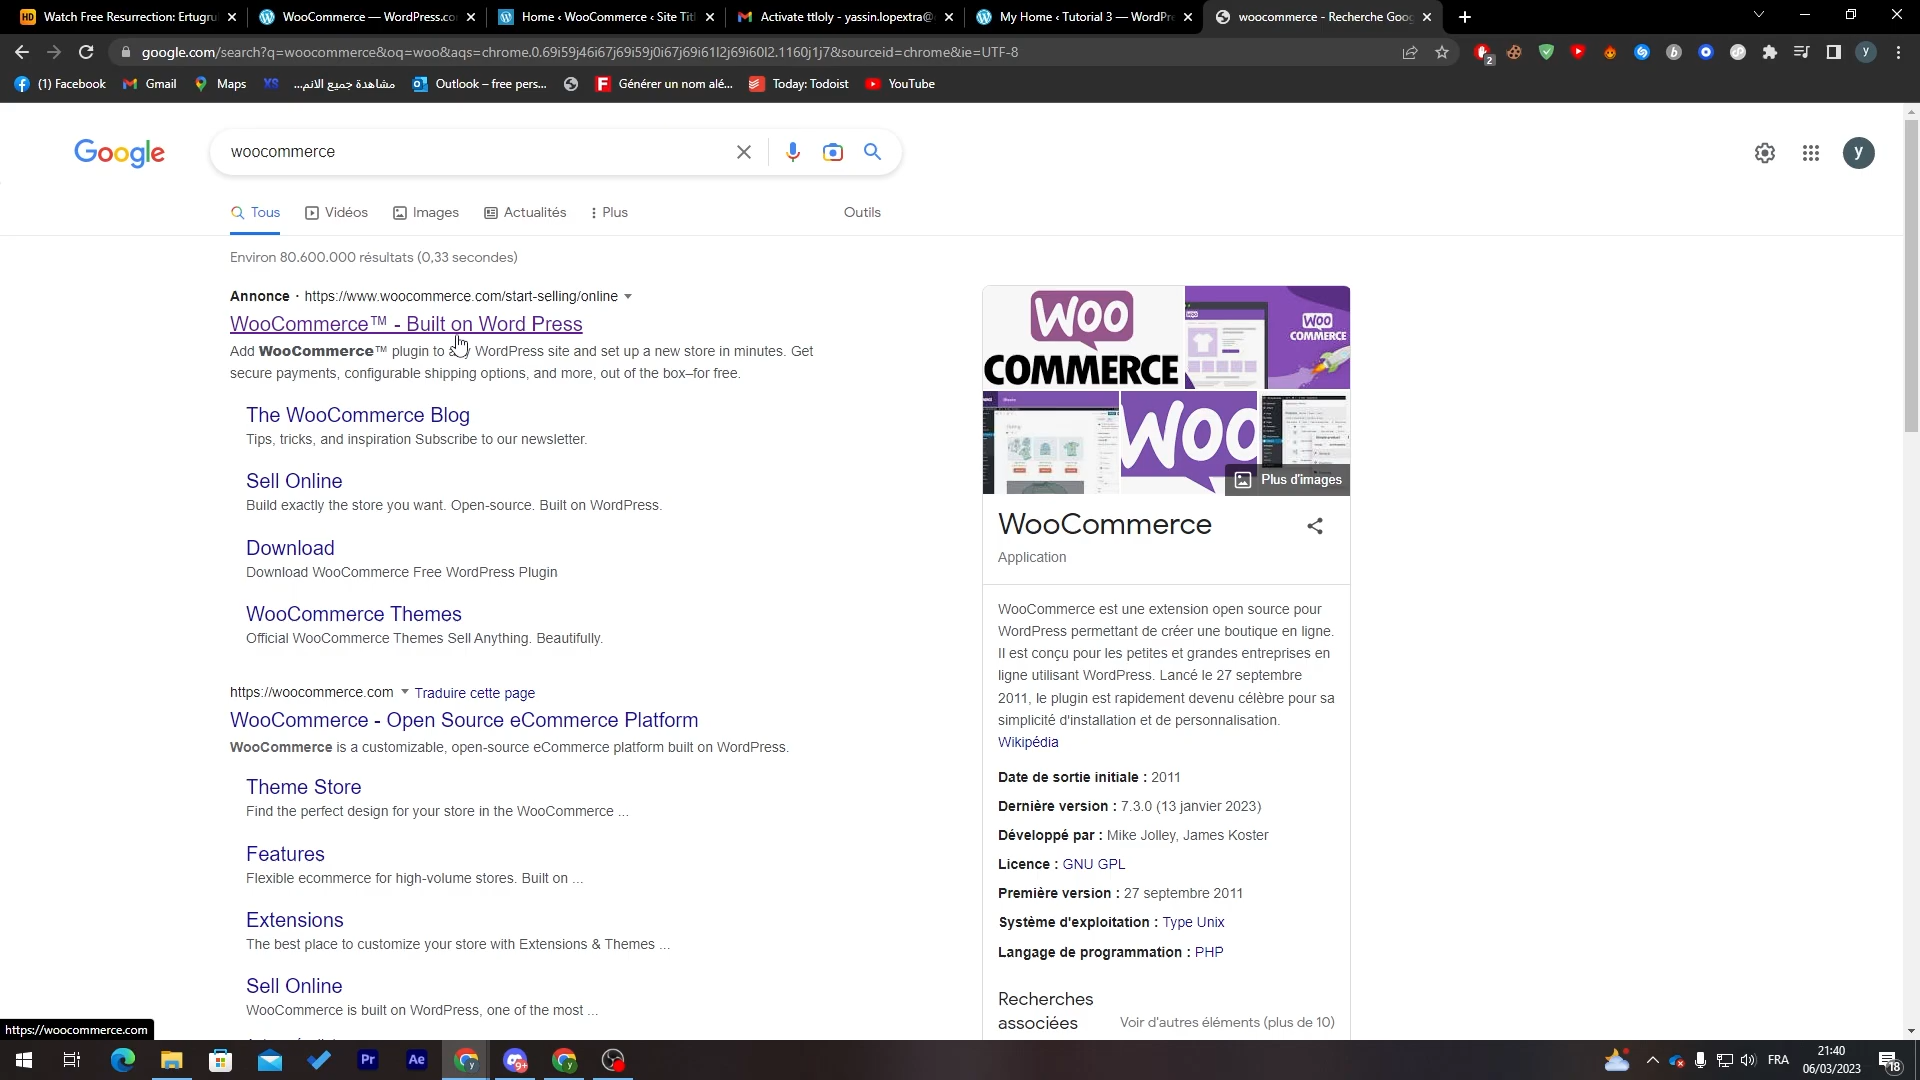 Watch Free Resurrection: Ertugru
WooCommerce — WordPress.co
Home ‹ WooCommerce ‹ Site Titl
Activate ttloly - yassin.lopextra@
My Home ‹ Tutorial 3 — WordPr
woocommerce - Recherche Goog
google.com/search?q=woocommerce&oq=woo&aqs=chrome.0.69i59j46i67j69i59j0i67j69i61l2j69i60l2.1160j1j7&sourceid=chrome&ie=UTF-8
(1) Facebook
Gmail
Maps
مشاهدة جميع الانم...
Outlook – free pers...
Générer un nom alé...
Today: Todoist
YouTube
Google
woocommerce
y
Tous
Vidéos
Images
Actualités
Plus
Outils
Environ 80.600.000 résultats (0,33 secondes)
Annonce · https://www.woocommerce.com/start-selling/online
WooCommerce™ - Built on Word Press
Add WooCommerce™ plugin to WordPress site and set up a new store in minutes. Get
secure payments, configurable shipping options, and more, out of the box–for free.
The WooCommerce Blog
Tips, tricks, and inspiration Subscribe to our newsletter.
Sell Online
Build exactly the store you want. Open-source. Built on WordPress.
Download
Download WooCommerce Free WordPress Plugin
WooCommerce Themes
Official WooCommerce Themes Sell Anything. Beautifully.
https://woocommerce.com
Traduire cette page
WooCommerce - Open Source eCommerce Platform
WooCommerce is a customizable, open-source eCommerce platform built on WordPress.
Theme Store
Find the perfect design for your store in the WooCommerce ...
Features
Flexible ecommerce for high-volume stores. Built on ...
Extensions
The best place to customize your store with Extensions & Themes ...
Sell Online
WooCommerce is built on WordPress, one of the most ...
https://woocommerce.com
WOO
COMMERCE
WOO
COMMERCE
WOO
Plus d'images
WooCommerce
Application
WooCommerce est une extension open source pour
WordPress permettant de créer une boutique en ligne.
Il est conçu pour les petites et grandes entreprises en
ligne utilisant WordPress. Lancé le 27 septembre
2011, le plugin est rapidement devenu célèbre pour sa
simplicité d'installation et de personnalisation.
Wikipédia
Date de sortie initiale : 2011
Dernière version : 7.3.0 (13 janvier 2023)
Développé par : Mike Jolley, James Koster
Licence : GNU GPL
Première version : 27 septembre 2011
Système d'exploitation : Type Unix
Langage de programmation : PHP
Recherches
associées
Voir d'autres éléments (plus de 10)
Pr
Ae
FRA
21:40
06/03/2023
18